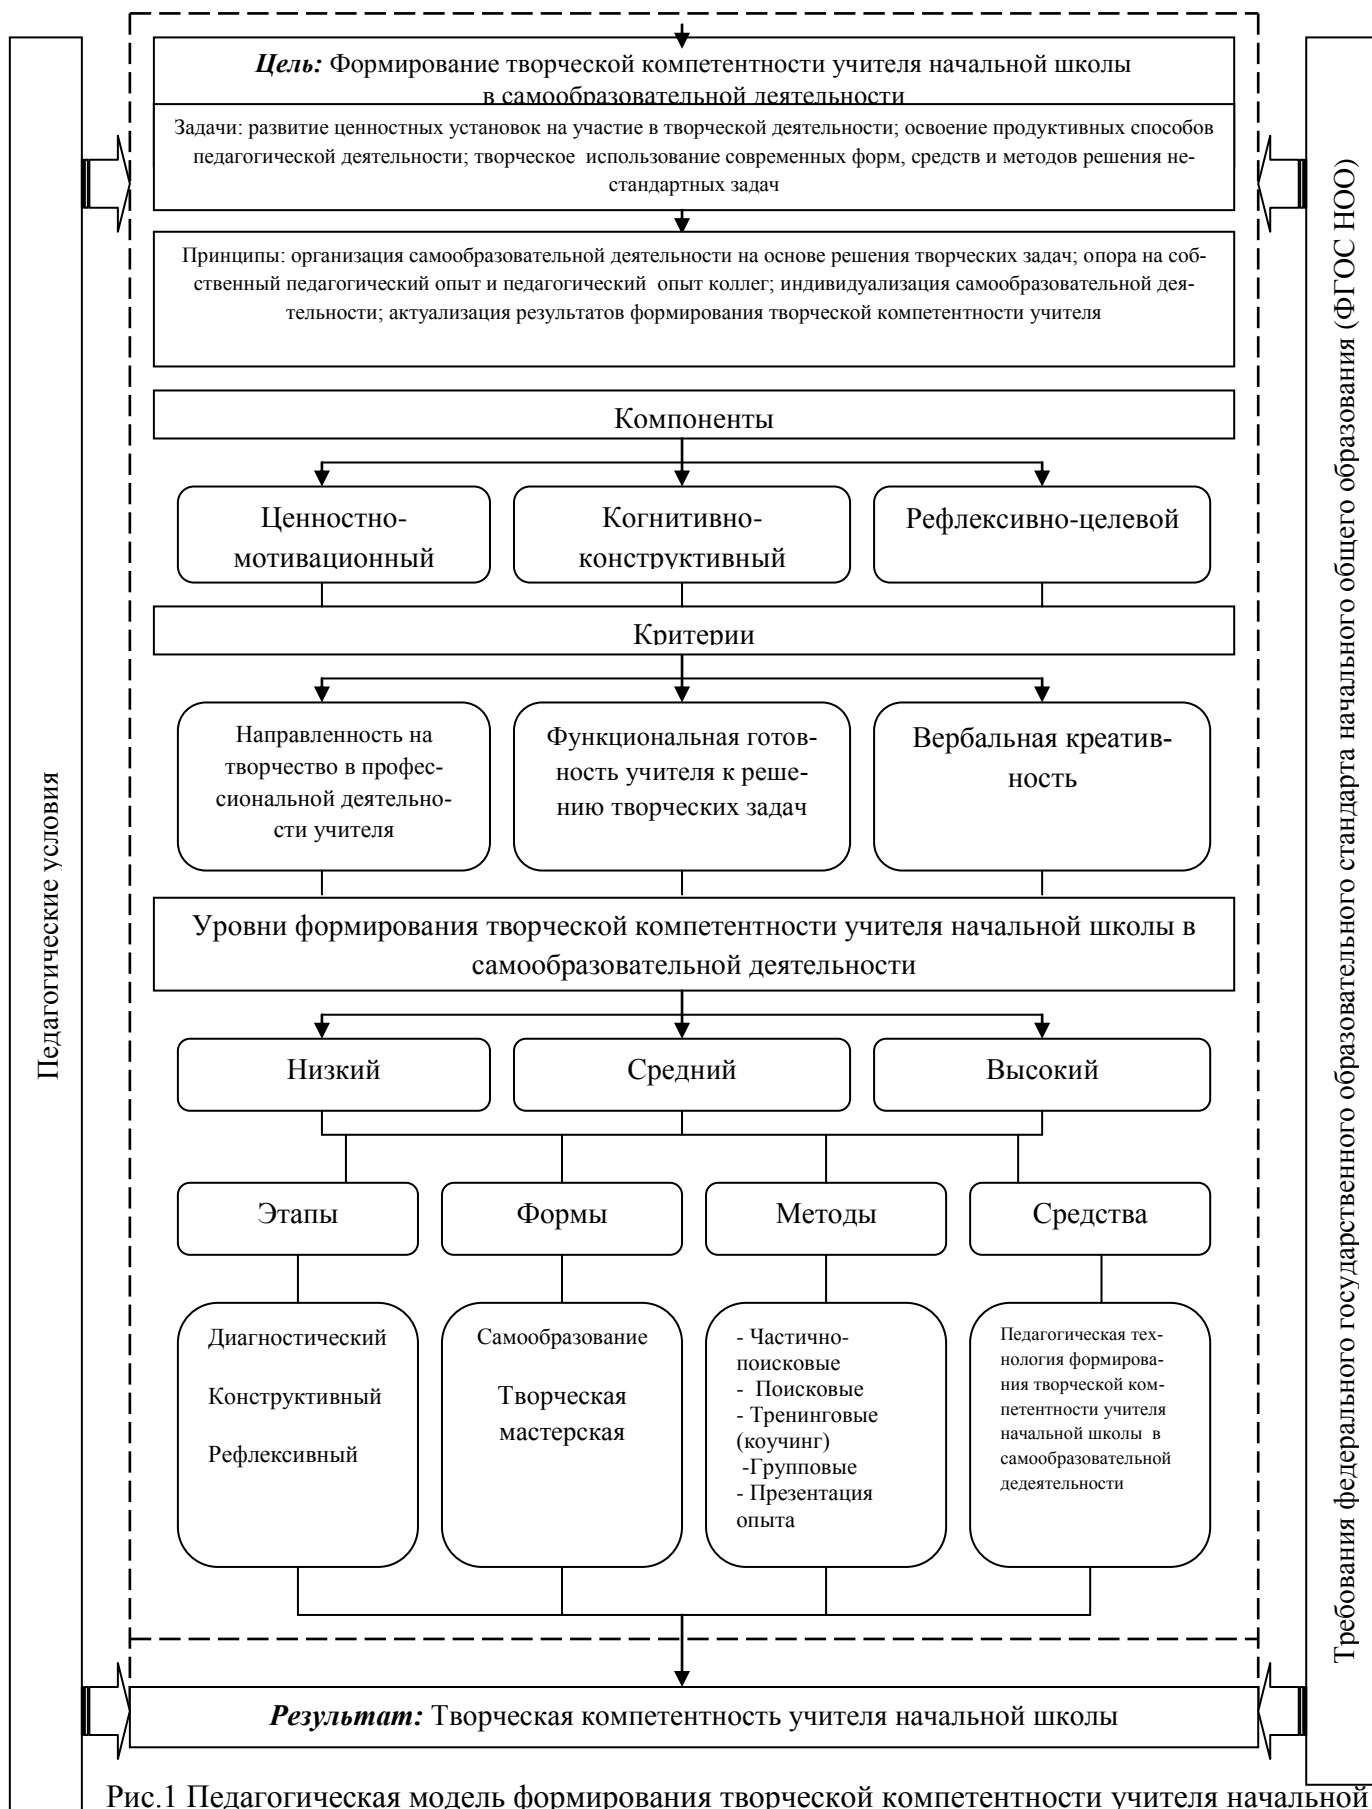 Цель: Формирование творческой компетентности учителя начальной школы
в самообразовательной деятельности
Задачи: развитие ценностных установок на участие в творческой деятельности; освоение продуктивных способов
педагогической деятельности; творческое использование современных форм, средств и методов решения не-
стандартных задач
Принципы: организация самообразовательной деятельности на основе решения творческих задач; опора на соб-
ственный педагогический опыт и педагогический опыт коллег; индивидуализация самообразовательной дея-
тельности; актуализация результатов формирования творческой компетентности учителя
Компоненты
Ценностно-
мотивационный
Когнитивно-
конструктивный
Рефлексивно-целевой
Критерии
Направленность на
творчество в профес-
сиональной деятельно-
сти учителя
Функциональная готов-
ность учителя к реше-
нию творческих задач
Вербальная креатив-
ность
Уровни формирования творческой компетентности учителя начальной школы в
самообразовательной деятельности
Низкий
Средний
Высокий
Этапы
Формы
Методы
Средства
Диагностический
Конструктивный
Рефлексивный
Самообразование
Творческая
мастерская
- Частично-
поисковые
- Поисковые
- Тренинговые
(коучинг)
-Групповые
- Презентация
опыта
Педагогическая тех-
нология формирова-
ния творческой ком-
петентности учителя
начальной школы в
самообразовательной
дедеятельности
Результат: Творческая компетентность учителя начальной школы
Педагогические условия
Требования федерального государственного образовательного стандарта начального общего образования (ФГОС НОО)
Рис.1 Педагогическая модель формирования творческой компетентности учителя начальной